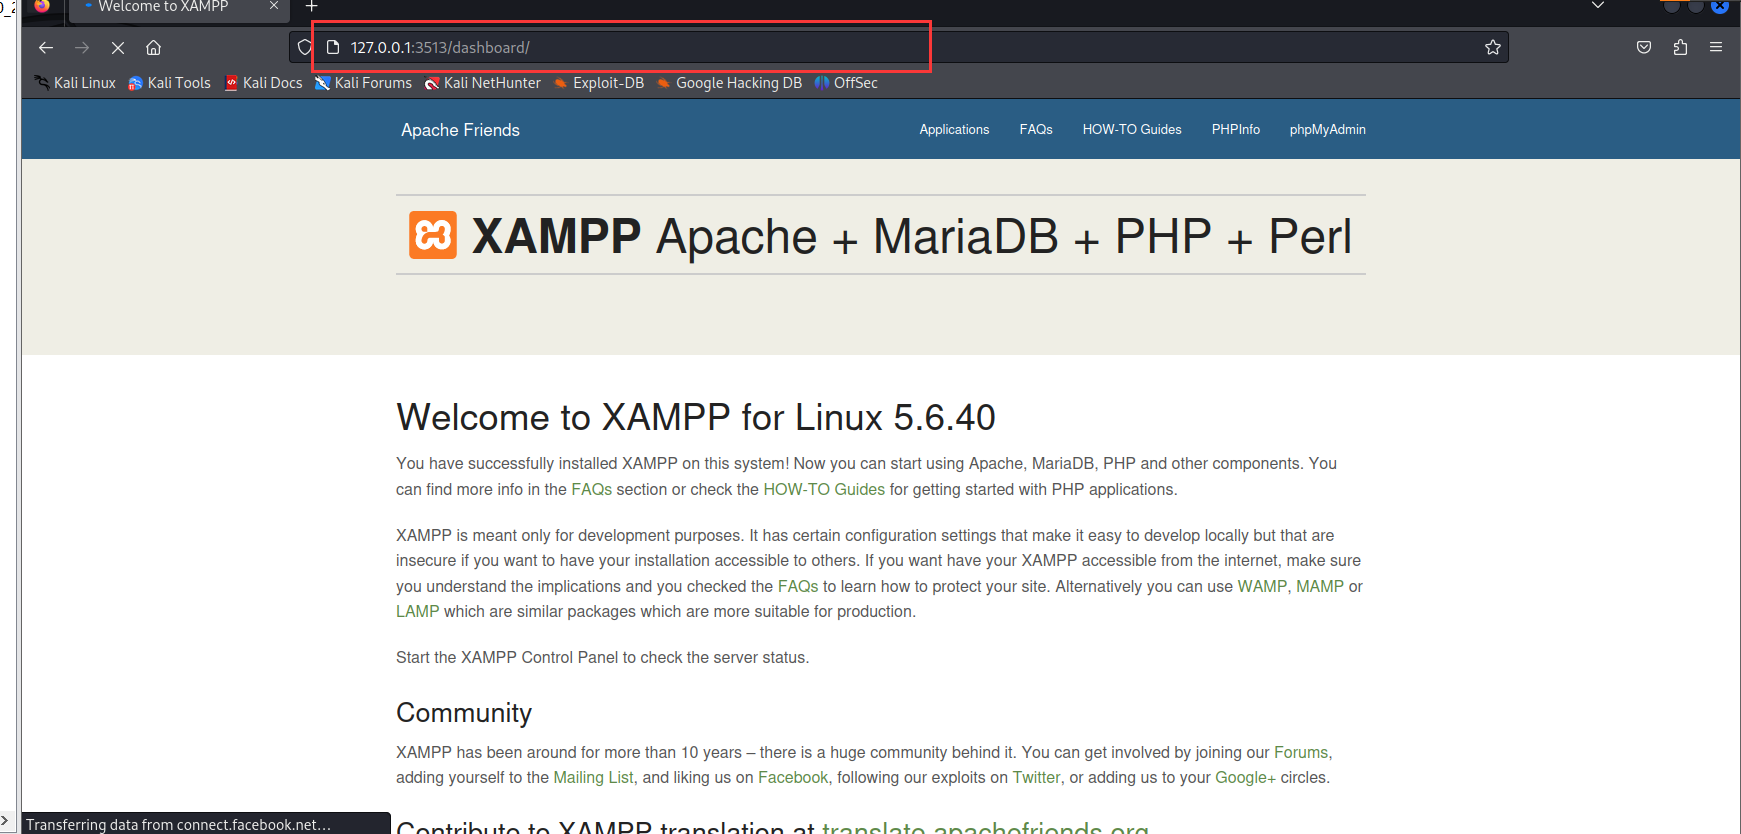 Welcome to XAMPP
127.0.0.1:3513/dashboard/
Kali Linux Kali Tools Kali Docs Kali Forums Kali NetHunter Exploit-DB Google Hacking DB OffSec
Apache Friends Applications FAQs HOW-TO Guides PHPInfo phpMyAdmin
XAMPP Apache + MariaDB + PHP + Perl
Welcome to XAMPP for Linux 5.6.40
You have successfully installed XAMPP on this system! Now you can start using Apache, MariaDB, PHP and other components. You
can find more info in the FAQs section or check the HOW-TO Guides for getting started with PHP applications.
XAMPP is meant only for development purposes. It has certain configuration settings that make it easy to develop locally but that are
insecure if you want to have your installation accessible to others. If you want have your XAMPP accessible from the internet, make sure
you understand the implications and you checked the FAQs to learn how to protect your site. Alternatively you can use WAMP, MAMP or
LAMP which are similar packages which are more suitable for production.
Start the XAMPP Control Panel to check the server status.
Community
XAMPP has been around for more than 10 years – there is a huge community behind it. You can get involved by joining our Forums,
adding yourself to the Mailing List, and liking us on Facebook, following our exploits on Twitter, or adding us to your Google+ circles.
Contribute to XAMPP translation at translate.apachefriends.org
Transferring data from connect.facebook.net...